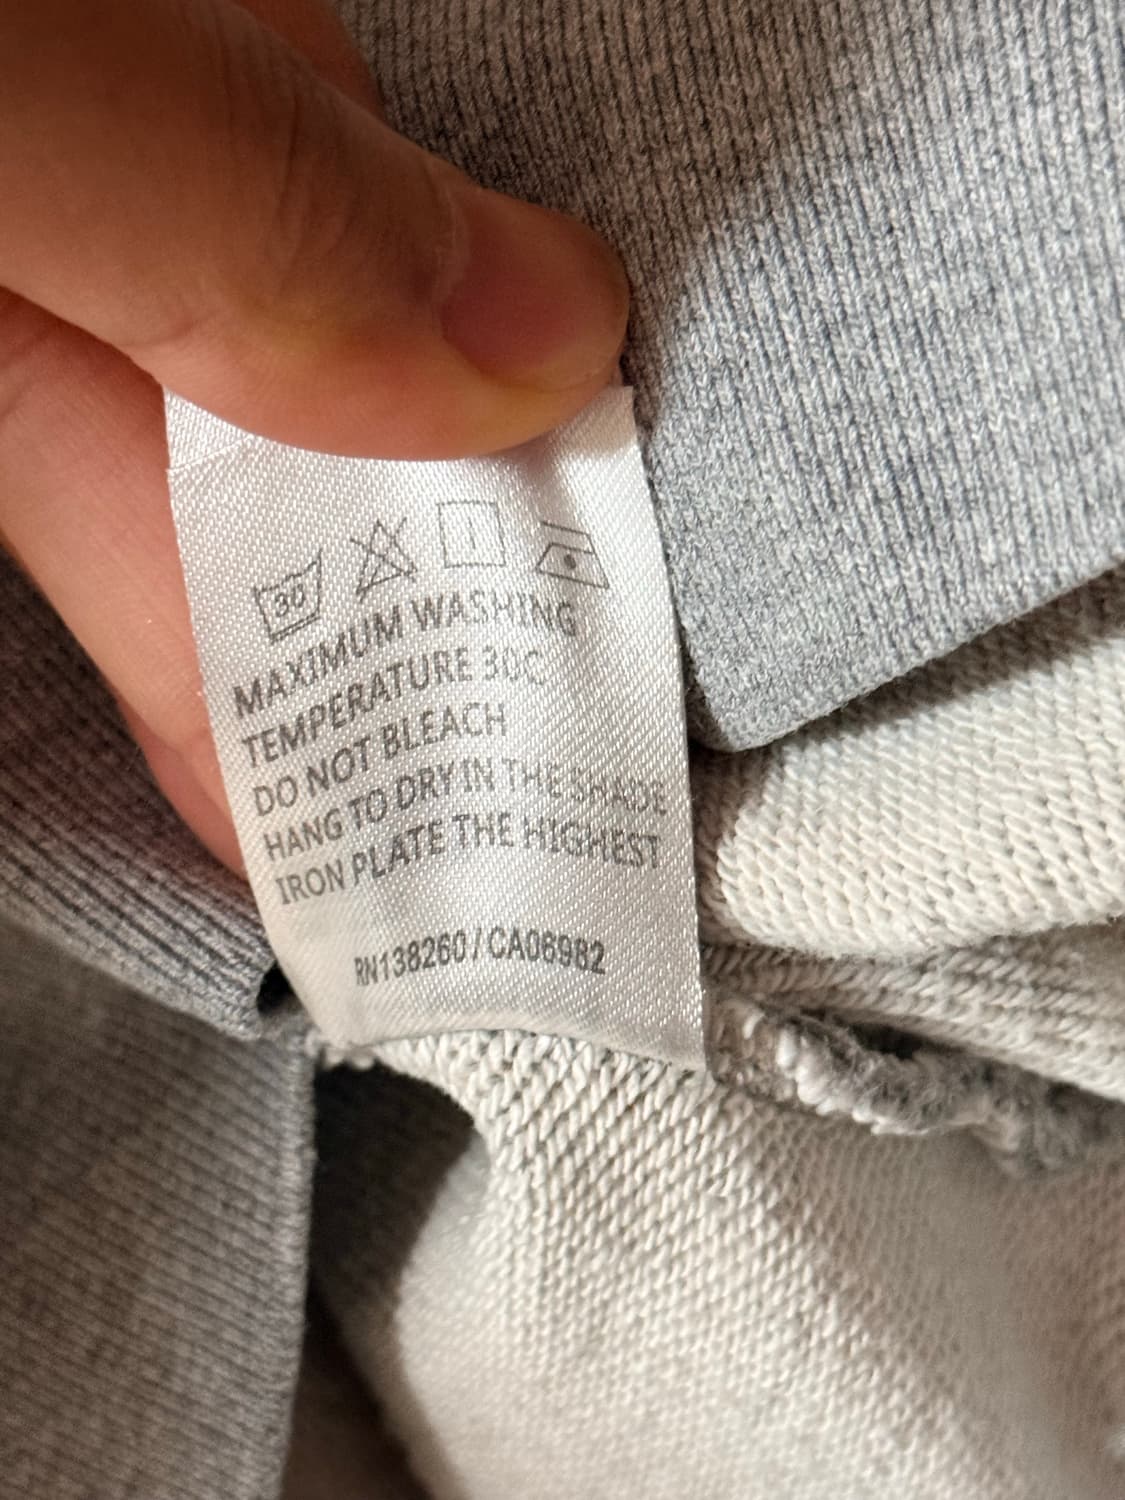 30
MAXIMUM WASHING
TEMPERATURE 30C
DO NOT BLEACH
HANG TO DRY IN THE SHADE
IRON PLATE THE HIGHEST
RN138260/CA06982